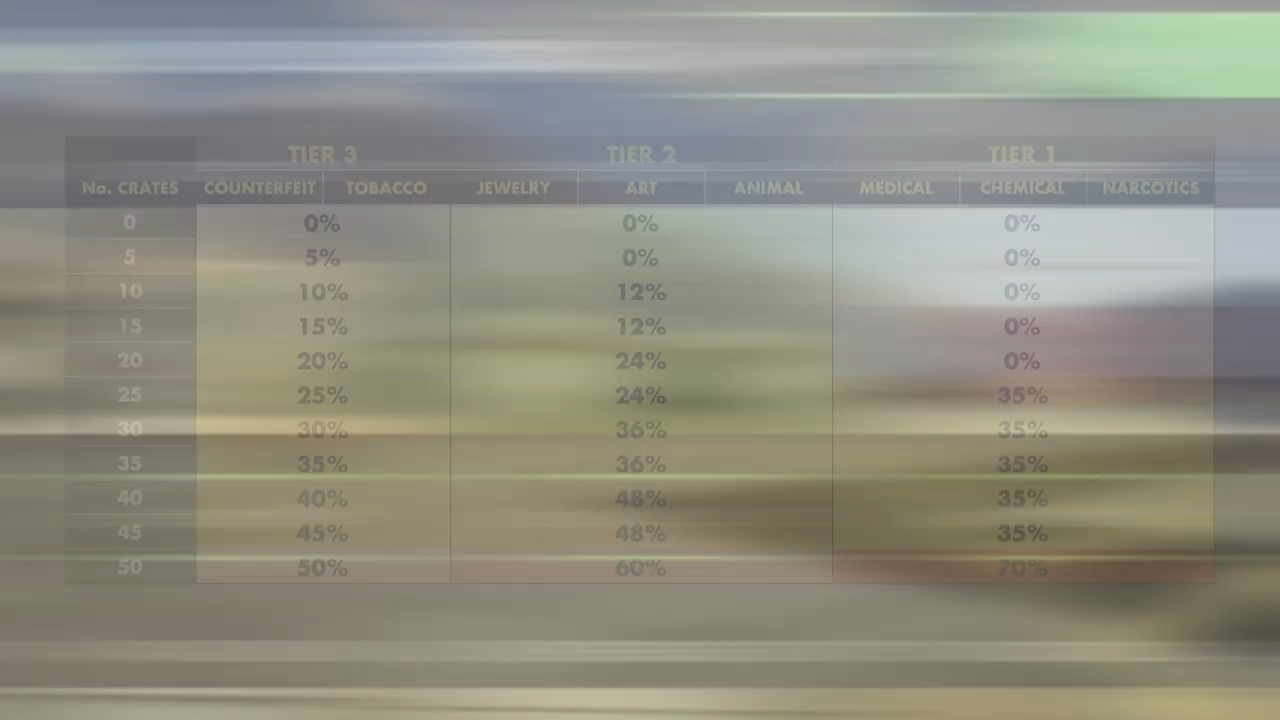 TIER 3 TIER 2 TIER 1
No. CRATES COUNTERFEIT TOBACCO JEWELRY ART ANIMAL MEDICAL CHEMICAL NARCOTICS
0 0% 0% 0%
5 5% 0% 0%
10 10% 12% 0%
15 15% 12% 0%
20 20% 24% 0%
25 25% 24% 35%
30 30% 36% 35%
35 35% 36% 35%
40 40% 48% 35%
45 45% 48% 35%
50 50% 60% 70%